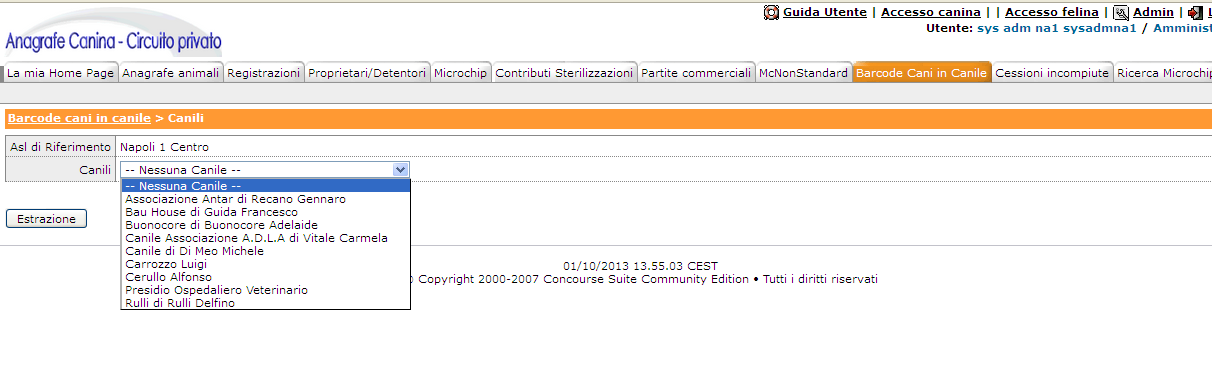 Guida Utente | Accesso canina | | Accesso felina | Admin |
Utente: sys adm na1 sysadmna1 /
Anagrafe Canina - Circuito privato
La mia Home Page Anagrafe animali Registrazioni Proprietari/Detentori Microchip Contributi Sterilizzazioni Partite commerciali McNonStandard Barcode Cani in Canile Cessioni incompiute Ricerca
Barcode cani in canile > Canili
Asl di Riferimento Napoli 1 Centro
Canili -- Nessuna Canile --
-- Nessuna Canile --
Associazione Antar di Recano Gennaro
Bau House di Guida Francesco
Buonocore di Buonocore Adelaide
Canile Associazione A.D.L.A di Vitale Carmela
Canile di Di Meo Michele
Carrozzo Luigi
Cerullo Alfonso
Presidio Ospedaliero Veterinario
Rulli di Rulli Delfino
Estrazione
01/10/2013 13.55.03 CEST
Copyright 2000-2007 Concourse Suite Community Edition • Tutti i diritti riservati